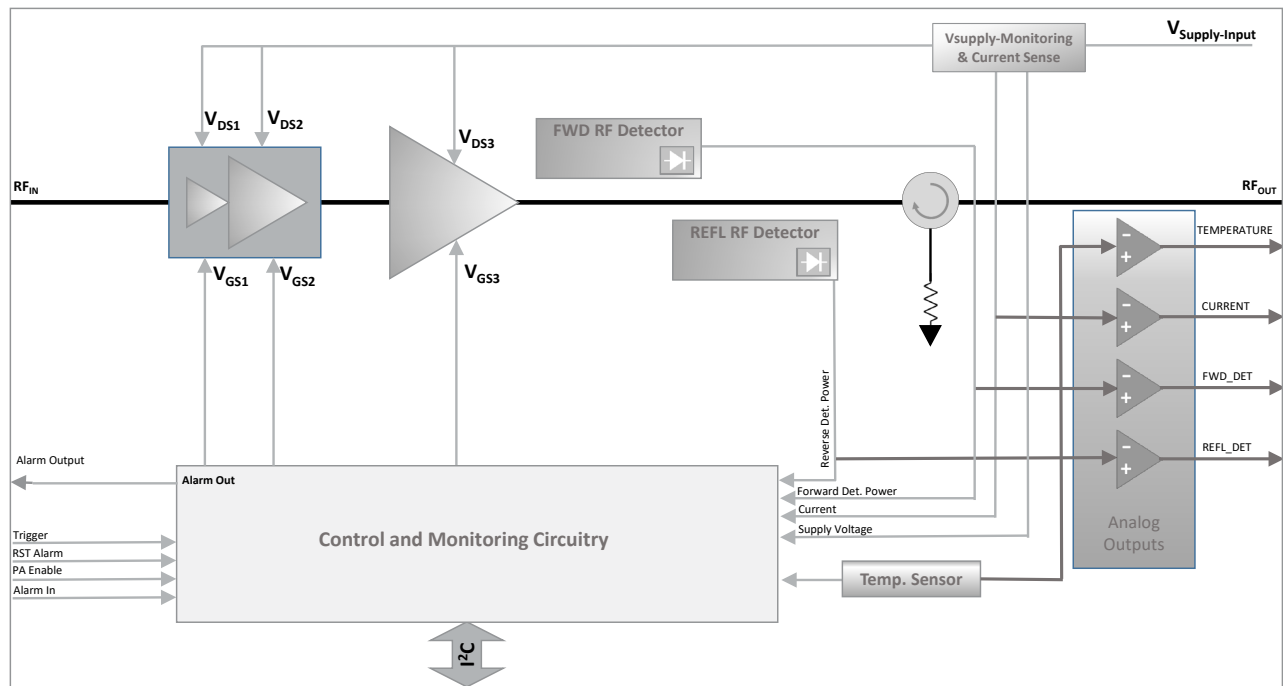 V_Supply-Input
Vsupply-Monitoring
& Current Sense
V_DS1
V_DS2
V_DS3
FWD RF Detector
RF_IN
RF_OUT
REFL RF Detector
TEMPERATURE
V_GS1
V_GS2
V_GS3
CURRENT
FWD_DET
REFL_DET
Reverse Det. Power
Alarm Output
Alarm Out
Forward Det. Power
Current
Supply Voltage
Analog
Outputs
Trigger
RST Alarm
PA Enable
Alarm In
Control and Monitoring Circuitry
Temp. Sensor
I²C
−
+
−
+
−
+
−
+